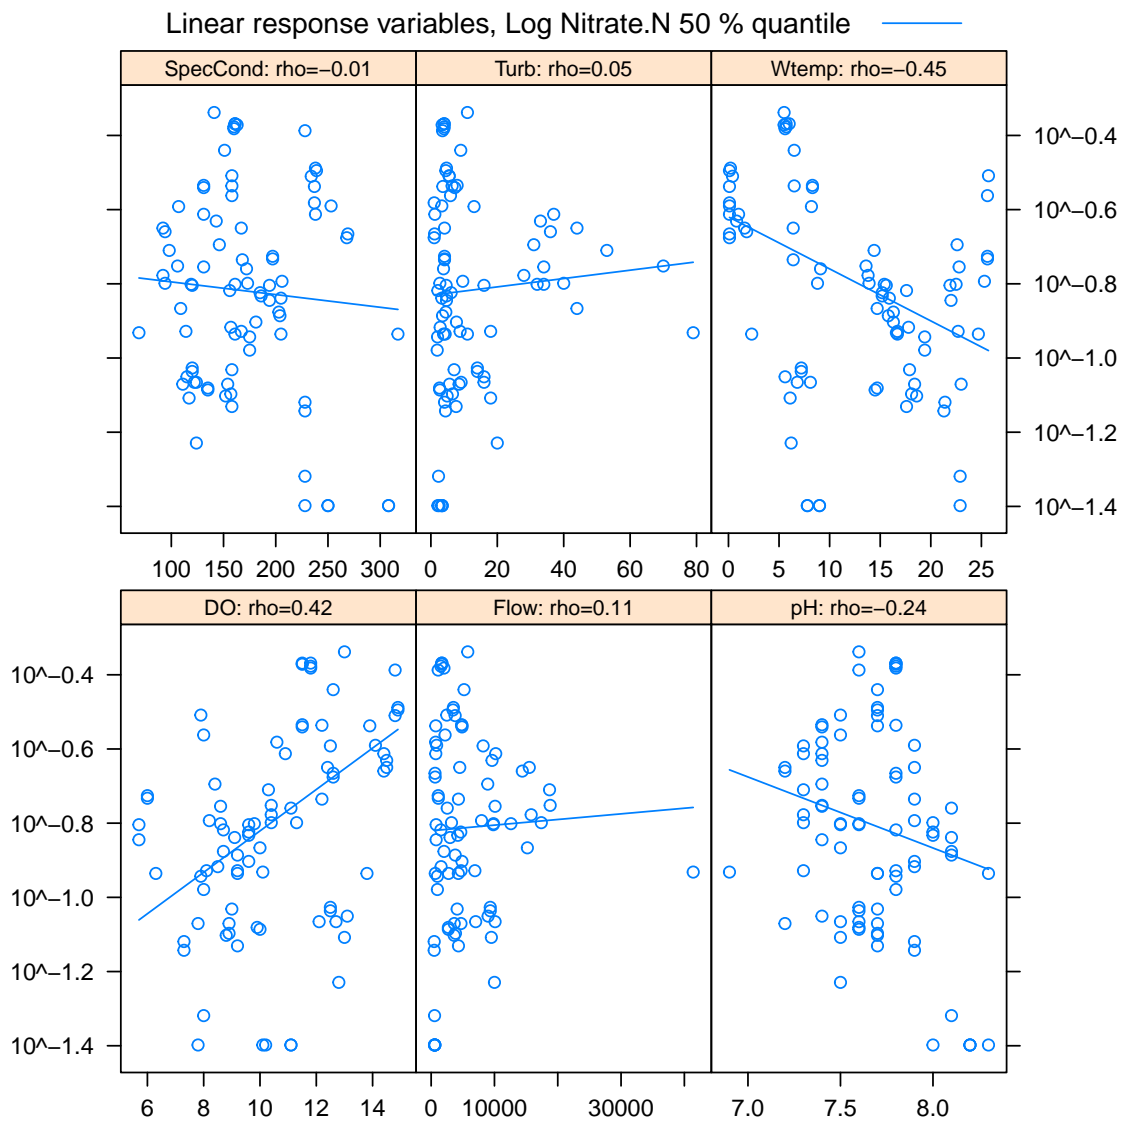 Linear response variables, Log Nitrate.N 50 % quantile
SpecCond: rho=−0.01
Turb: rho=0.05
Wtemp: rho=−0.45
10^−0.4
10^−0.6
10^−0.8
10^−1.0
10^−1.2
10^−1.4
100 150 200 250 300
0 20 40 60 80
0 5 10 15 20 25
DO: rho=0.42
Flow: rho=0.11
pH: rho=−0.24
10^−0.4
10^−0.6
10^−0.8
10^−1.0
10^−1.2
10^−1.4
6 8 10 12 14
0 10000 30000
7.0 7.5 8.0